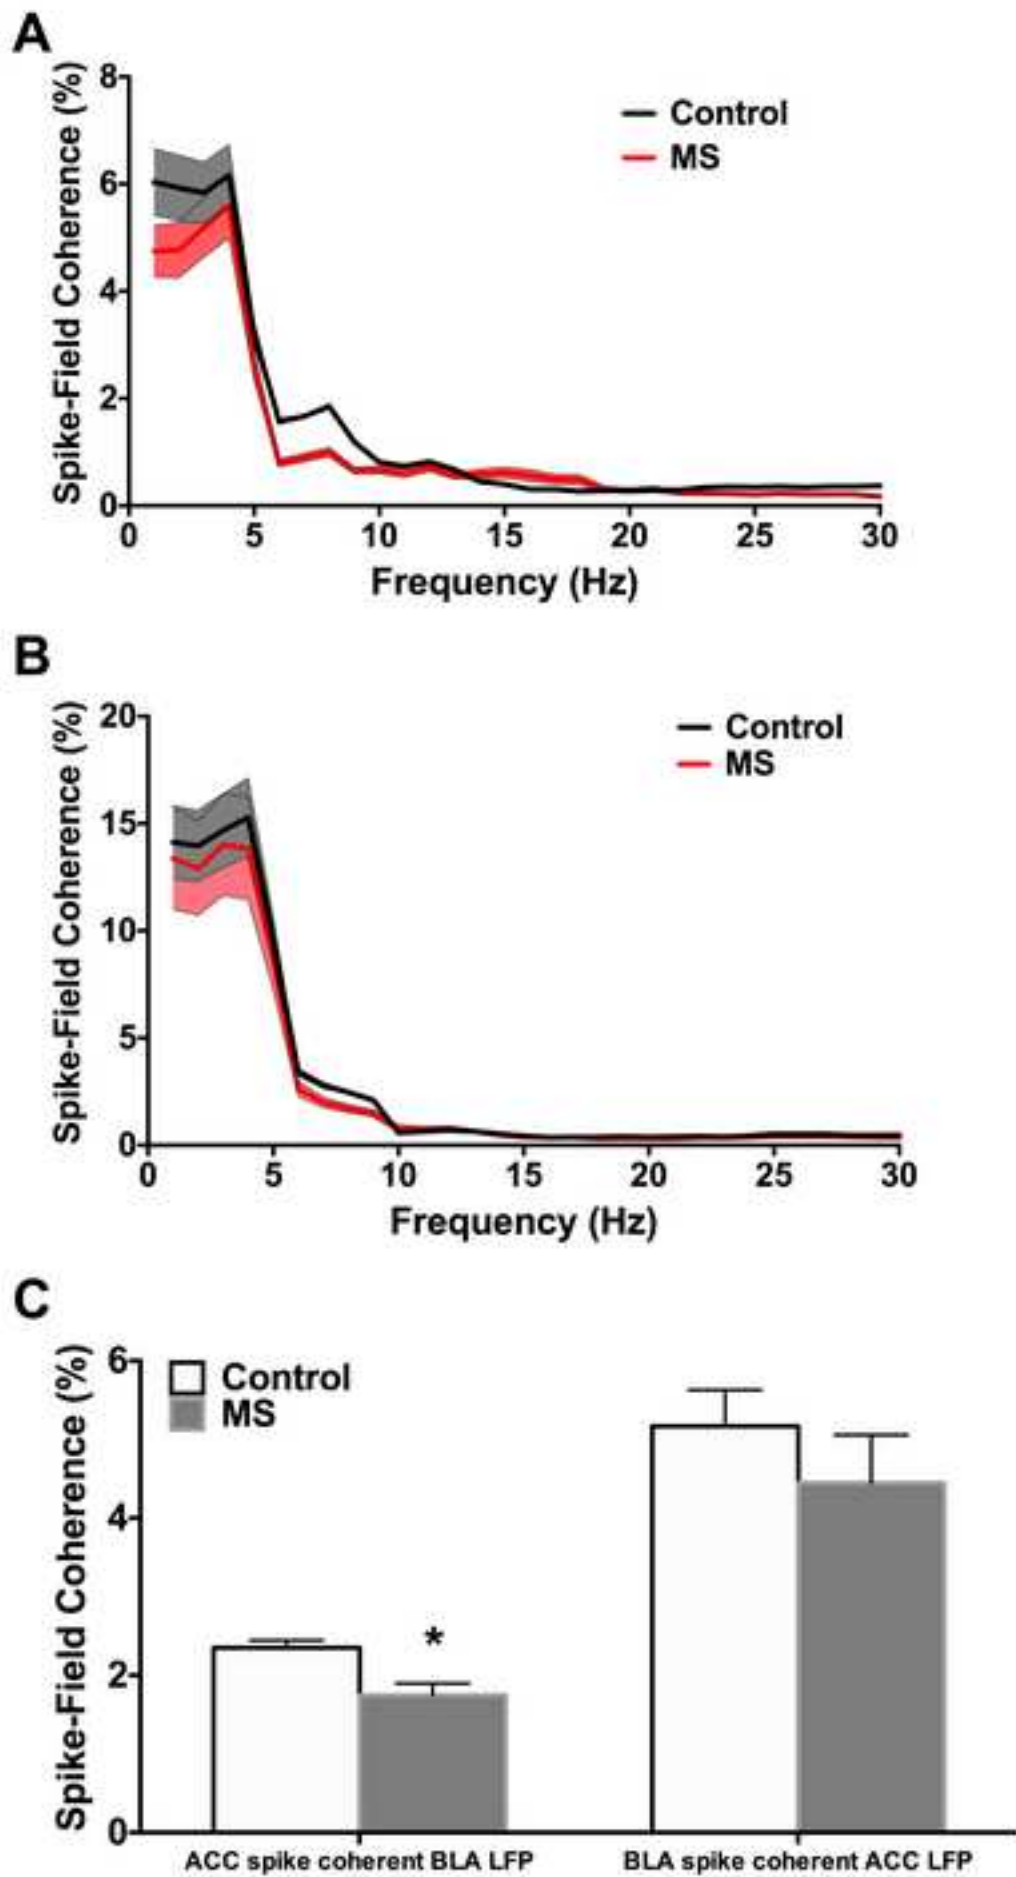 A
Spike-Field Coherence (%)
8
6
4
2
0
Control
MS
0 5 10 15 20 25 30
Frequency (Hz)
B
Spike-Field Coherence (%)
20
15
10
5
0
Control
MS
0 5 10 15 20 25 30
Frequency (Hz)
C
Spike-Field Coherence (%)
6
4
2
0
Control
MS
*
ACC spike coherent BLA LFP BLA spike coherent ACC LFP